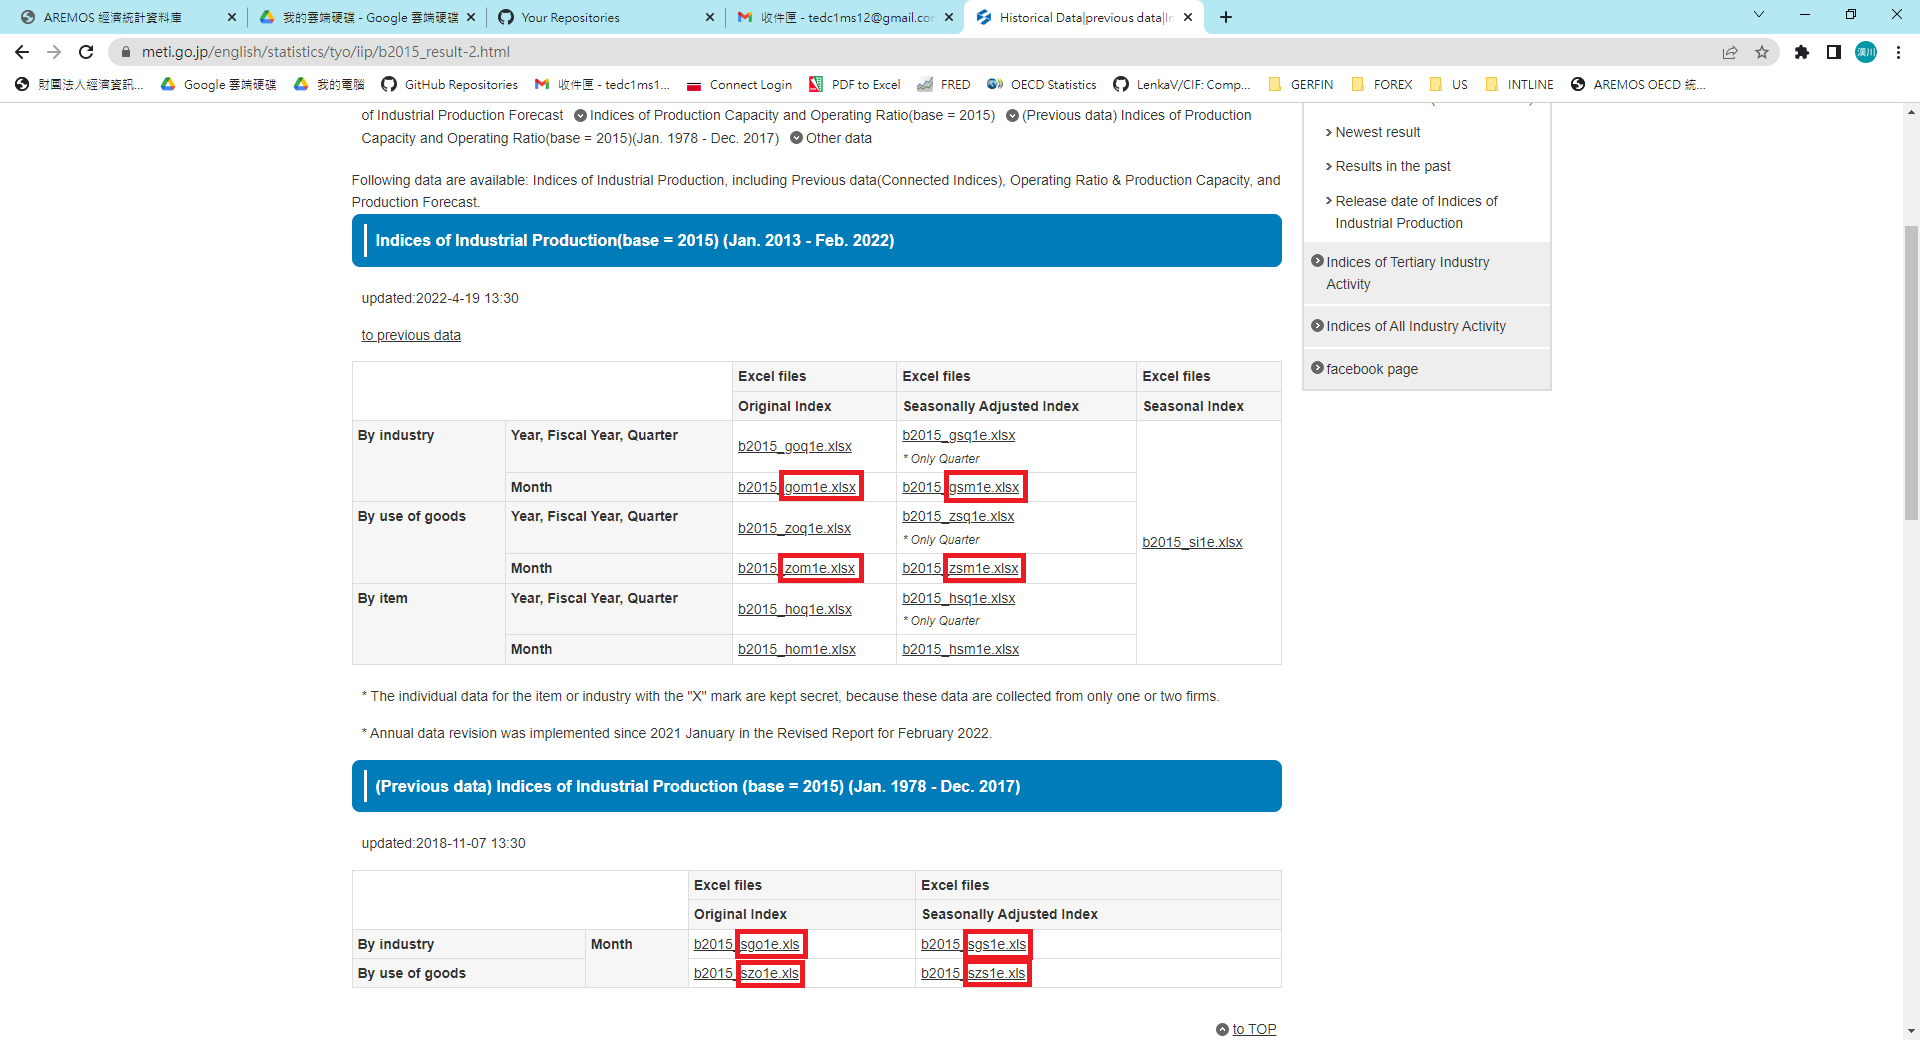 AREMOS 經濟統計資料庫
我的雲端硬碟 - Google 雲端硬碟
Your Repositories
收件匣 - tedc1ms12@gmail.com
Historical Data|previous data|In
meti.go.jp/english/statistics/tyo/iip/b2015_result-2.html
財團法人經濟資訊...
Google 雲端硬碟
我的電腦
GitHub Repositories
收件匣 - tedc1ms1...
Connect Login
PDF to Excel
FRED
OECD Statistics
LenkaV/CIF: Comp...
GERFIN
FOREX
US
INTLINE
AREMOS OECD 統...
漢川
of Industrial Production Forecast Indices of Production Capacity and Operating Ratio(base = 2015) (Previous data) Indices of Production
Capacity and Operating Ratio(base = 2015)(Jan. 1978 - Dec. 2017) Other data
Following data are available: Indices of Industrial Production, including Previous data(Connected Indices), Operating Ratio & Production Capacity, and
Production Forecast.
Indices of Industrial Production(base = 2015) (Jan. 2013 - Feb. 2022)
updated:2022-4-19 13:30
to previous data
Excel files Excel files Excel files
Original Index Seasonally Adjusted Index Seasonal Index
By industry Year, Fiscal Year, Quarter b2015_goq1e.xlsx b2015_gsq1e.xlsx
* Only Quarter
Month b2015_gom1e.xlsx b2015_gsm1e.xlsx
By use of goods Year, Fiscal Year, Quarter b2015_zoq1e.xlsx b2015_zsq1e.xlsx
* Only Quarter
b2015_si1e.xlsx
Month b2015_zom1e.xlsx b2015_zsm1e.xlsx
By item Year, Fiscal Year, Quarter b2015_hoq1e.xlsx b2015_hsq1e.xlsx
* Only Quarter
Month b2015_hom1e.xlsx b2015_hsm1e.xlsx
* The individual data for the item or industry with the "X" mark are kept secret, because these data are collected from only one or two firms.
* Annual data revision was implemented since 2021 January in the Revised Report for February 2022.
(Previous data) Indices of Industrial Production (base = 2015) (Jan. 1978 - Dec. 2017)
updated:2018-11-07 13:30
Excel files Excel files
Original Index Seasonally Adjusted Index
By industry Month b2015_sgo1e.xls b2015_sgs1e.xls
By use of goods b2015_szo1e.xls b2015_szs1e.xls
to TOP
Newest result
Results in the past
Release date of Indices of
Industrial Production
Indices of Tertiary Industry
Activity
Indices of All Industry Activity
facebook page